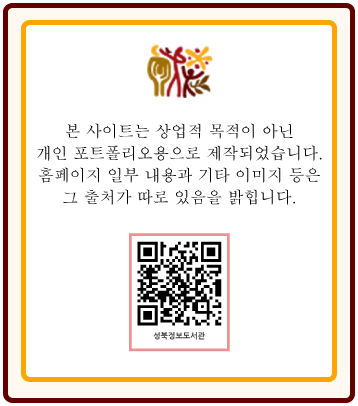 본 사이트는 상업적 목적이 아닌
개인 포트폴리오용으로 제작되었습니다.
홈페이지 일부 내용과 기타 이미지 등은
그 출처가 따로 있음을 밝힙니다.
성북정보도서관